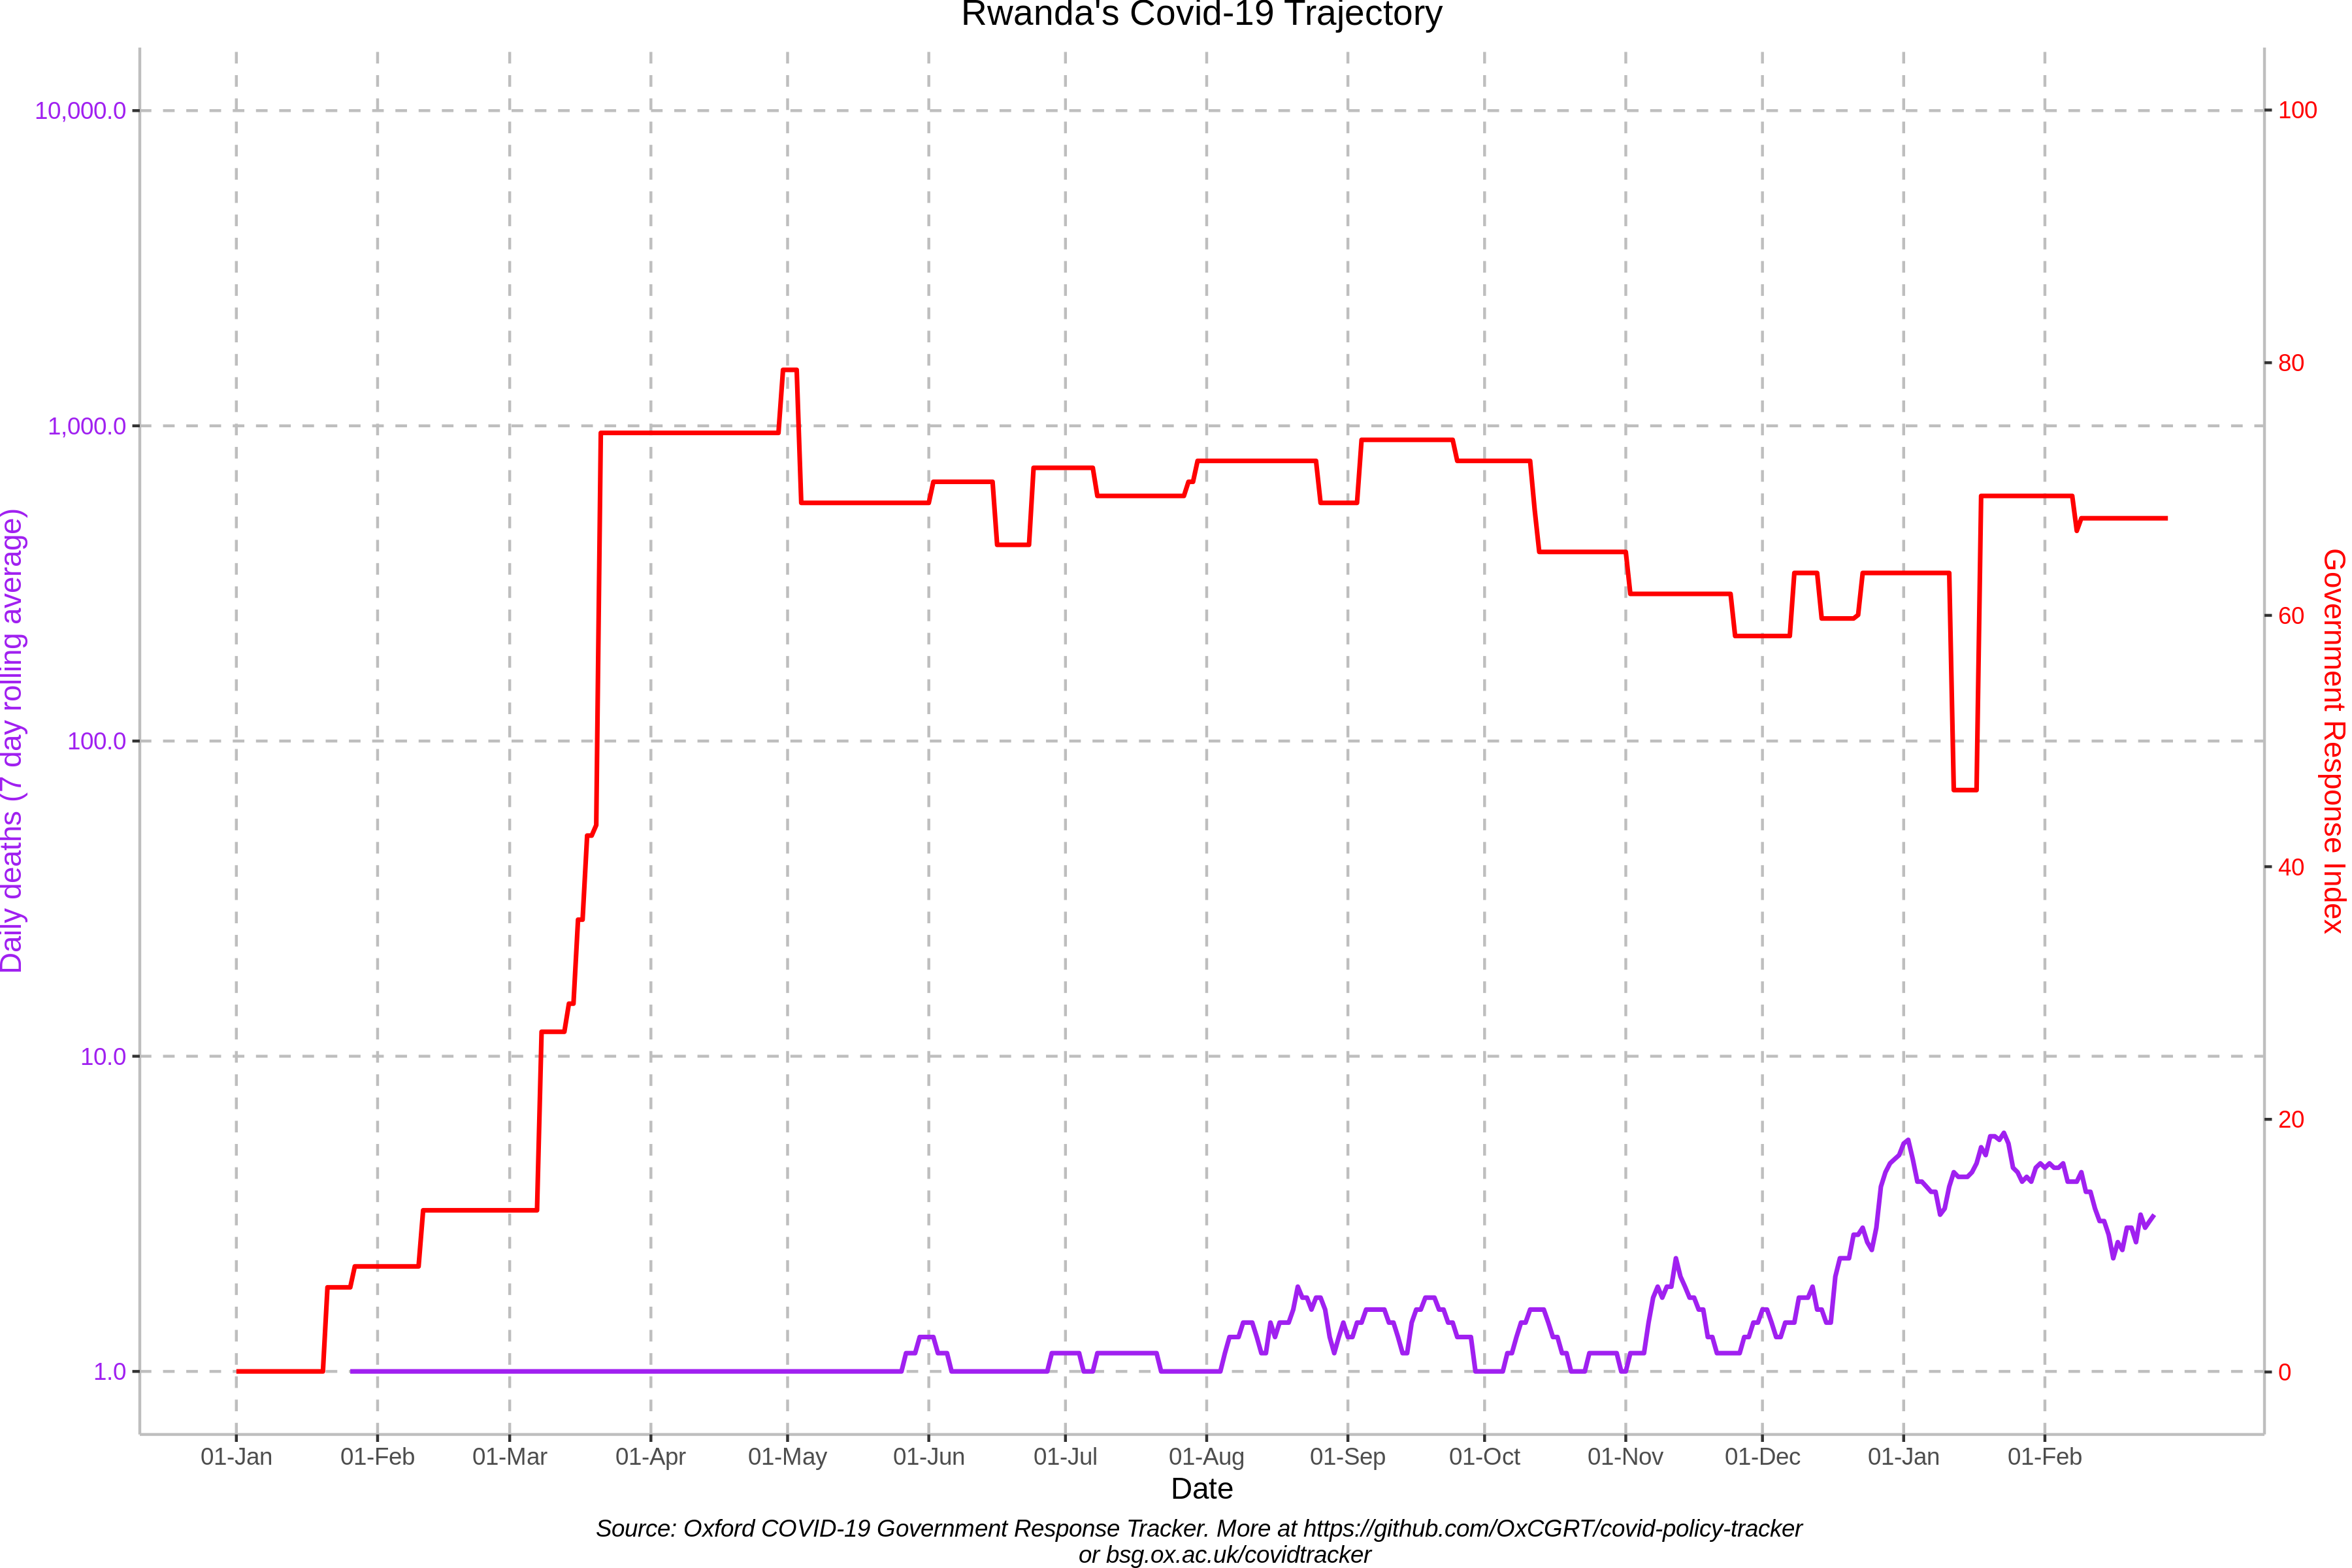 Rwanda's Covid-19 Trajectory
10,000.0
1,000.0
100.0
10.0
1.0
Daily deaths (7 day rolling average)
100
80
60
40
20
0
Government Response Index
01-Jan 01-Feb 01-Mar 01-Apr 01-May 01-Jun 01-Jul 01-Aug 01-Sep 01-Oct 01-Nov 01-Dec 01-Jan 01-Feb
Date
Source: Oxford COVID-19 Government Response Tracker. More at https://github.com/OxCGRT/covid-policy-tracker
or bsg.ox.ac.uk/covidtracker